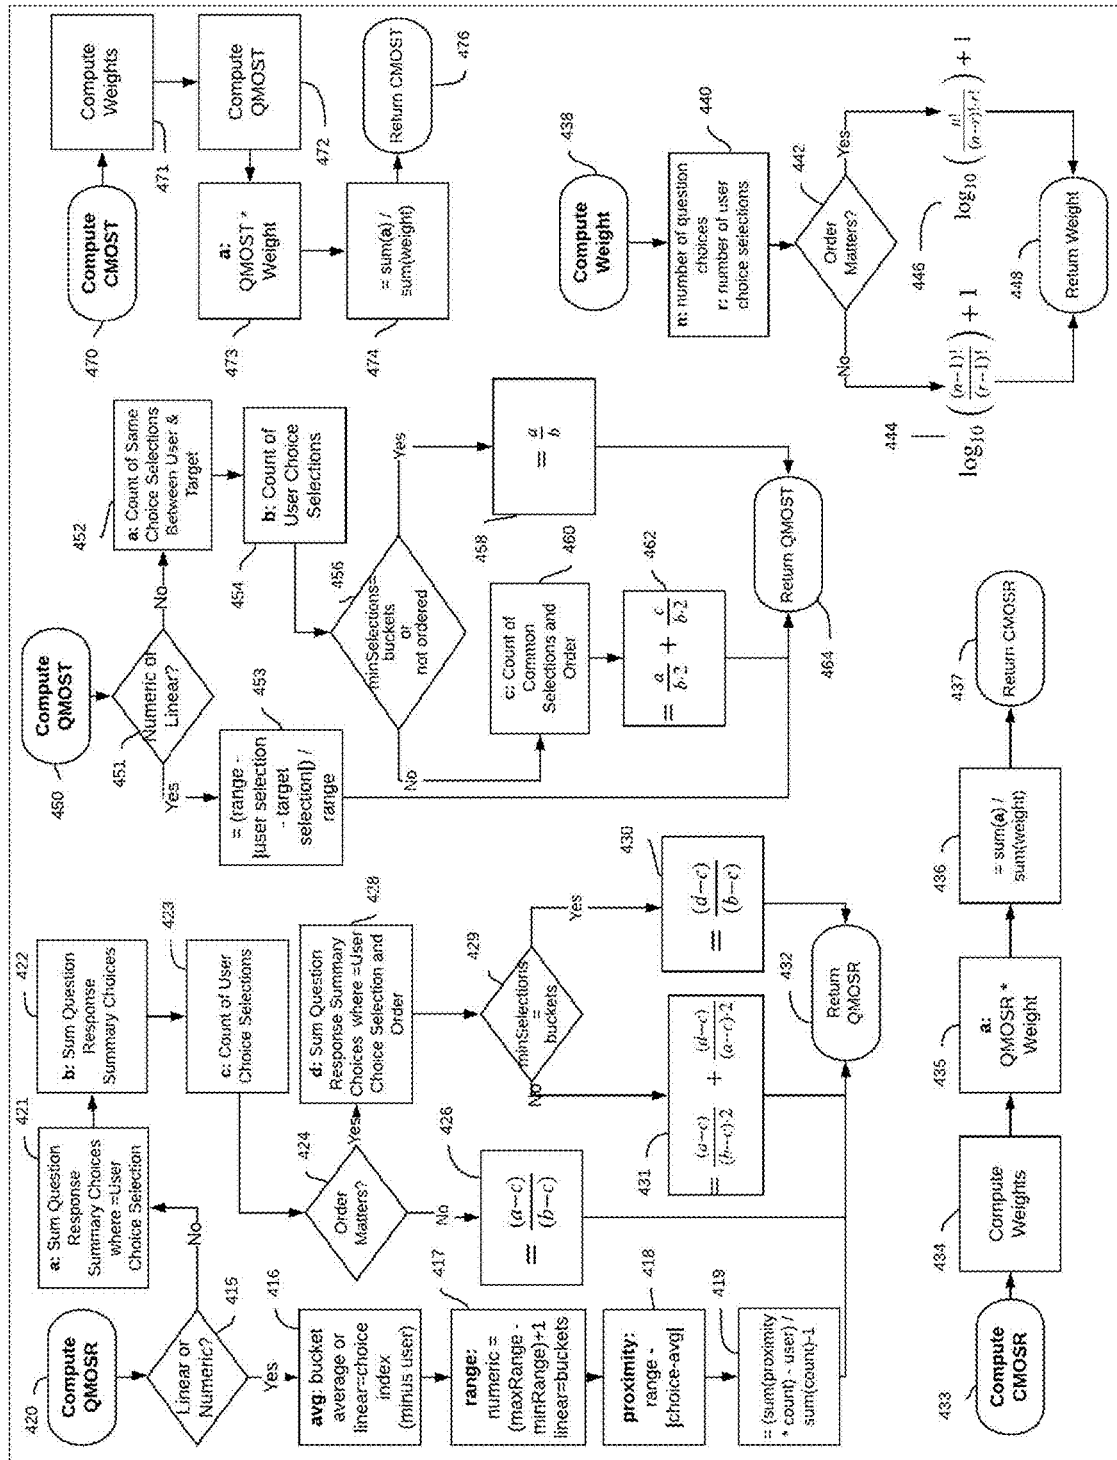 420
Compute
QMOSR
415
Linear or
Numeric?
Yes
No
416
avg: bucket
average or
linear=choice
index
(minus user)
417
range:
numeric =
(maxRange -
minRange)+1
linear=buckets
418
proximity:
range -
|choice-avg|
419
= (sum(proximity
* count) - user) /
sum(count)-1
421
a: Sum Question
Response
Summary Choices
where =User
Choice Selection
422
b: Sum Question
Response
Summary Choices
423
c: Count of User
Choice Selections
424
Order
Matters?
Yes
No
426
= (a−c) / (b−c)
428
d: Sum Question
Response Summary
Choices where =User
Choice Selection and
Order
429
minSelections
=
buckets
Yes
No
430
= (d−c) / (b−c)
431
= (a−c) / (b−c)·2 + (d−c) / (a−c)·2
432
Return
QMOSR
433
Compute
CMOSR
434
Compute
Weights
435
a:
QMOSR *
Weight
436
= sum(a) /
sum(weight)
437
Return CMOSR
450
Compute
QMOST
451
Numeric or
Linear?
Yes
No
453
= (range -
|user selection
- target
selection|) /
range
452
a: Count of Same
Choice Selections
Between User &
Target
454
b: Count of
User Choice
Selections
456
minSelections=
buckets
or
not ordered
Yes
No
458
= a / b
460
c: Count of
Common
Selections and
Order
462
= a / b·2 + c / b·2
464
Return QMOST
470
Compute
CMOST
471
Compute
Weights
472
Compute
QMOST
473
a:
QMOST *
Weight
474
= sum(a) /
sum(weight)
476
Return CMOST
438
Compute
Weight
440
n: number of question
choices
r: number of user
choice selections
442
Order
Matters?
No
Yes
444
log10 ( (n−1)! / (r−1)! ) + 1
446
log10 ( n! / (n−r)!·r! ) + 1
448
Return Weight